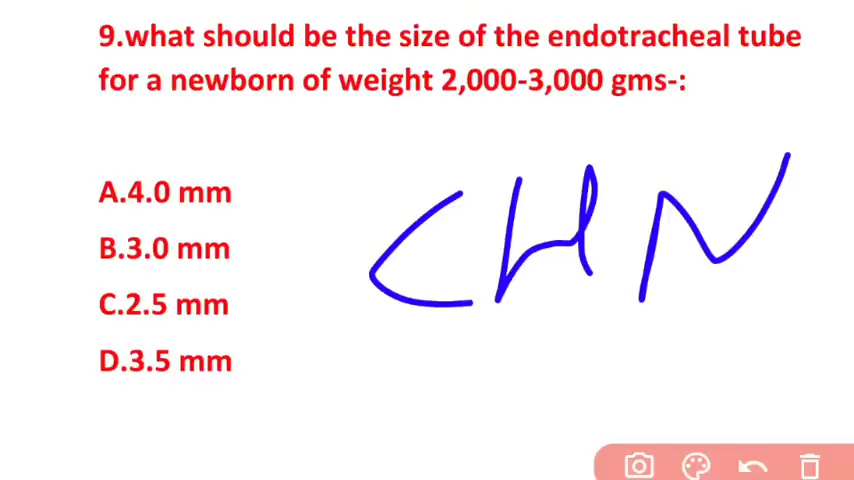 9.what should be the size of the endotracheal tube
for a newborn of weight 2,000-3,000 gms-:
A.4.0 mm
CHN
B.3.0 mm
C.2.5 mm
D.3.5 mm